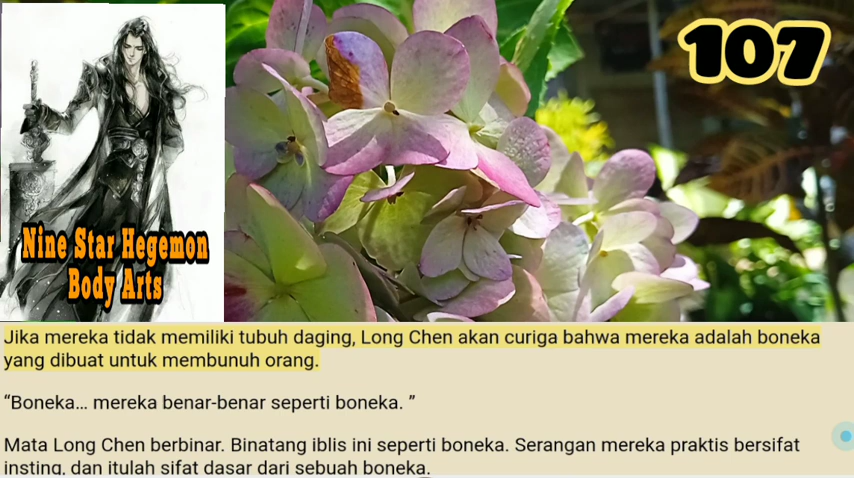 107
Nine Star Hegemon
Body Arts
Jika mereka tidak memiliki tubuh daging, Long Chen akan curiga bahwa mereka adalah boneka
yang dibuat untuk membunuh orang.
“Boneka... mereka benar-benar seperti boneka. ”
Mata Long Chen berbinar. Binatang iblis ini seperti boneka. Serangan mereka praktis bersifat
insting, dan itulah sifat dasar dari sebuah boneka.